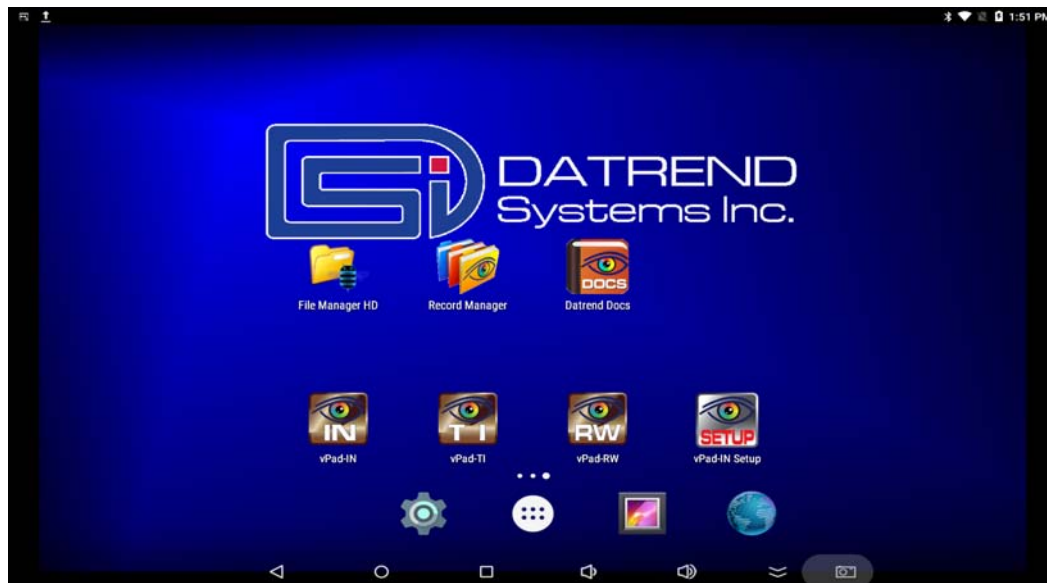 1:51 PM
DATREND
Systems Inc.
File Manager HD
Record Manager
DOCS
Datrend Docs
IN
TI
RW
SETUP
vPad-IN
vPad-TI
vPad-RW
vPad-IN Setup